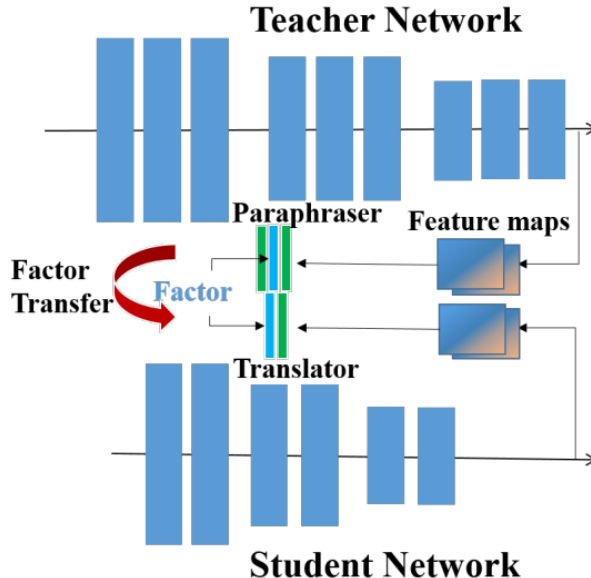 Teacher Network
Paraphraser
Feature maps
Factor
Transfer
Factor
Translator
Student Network